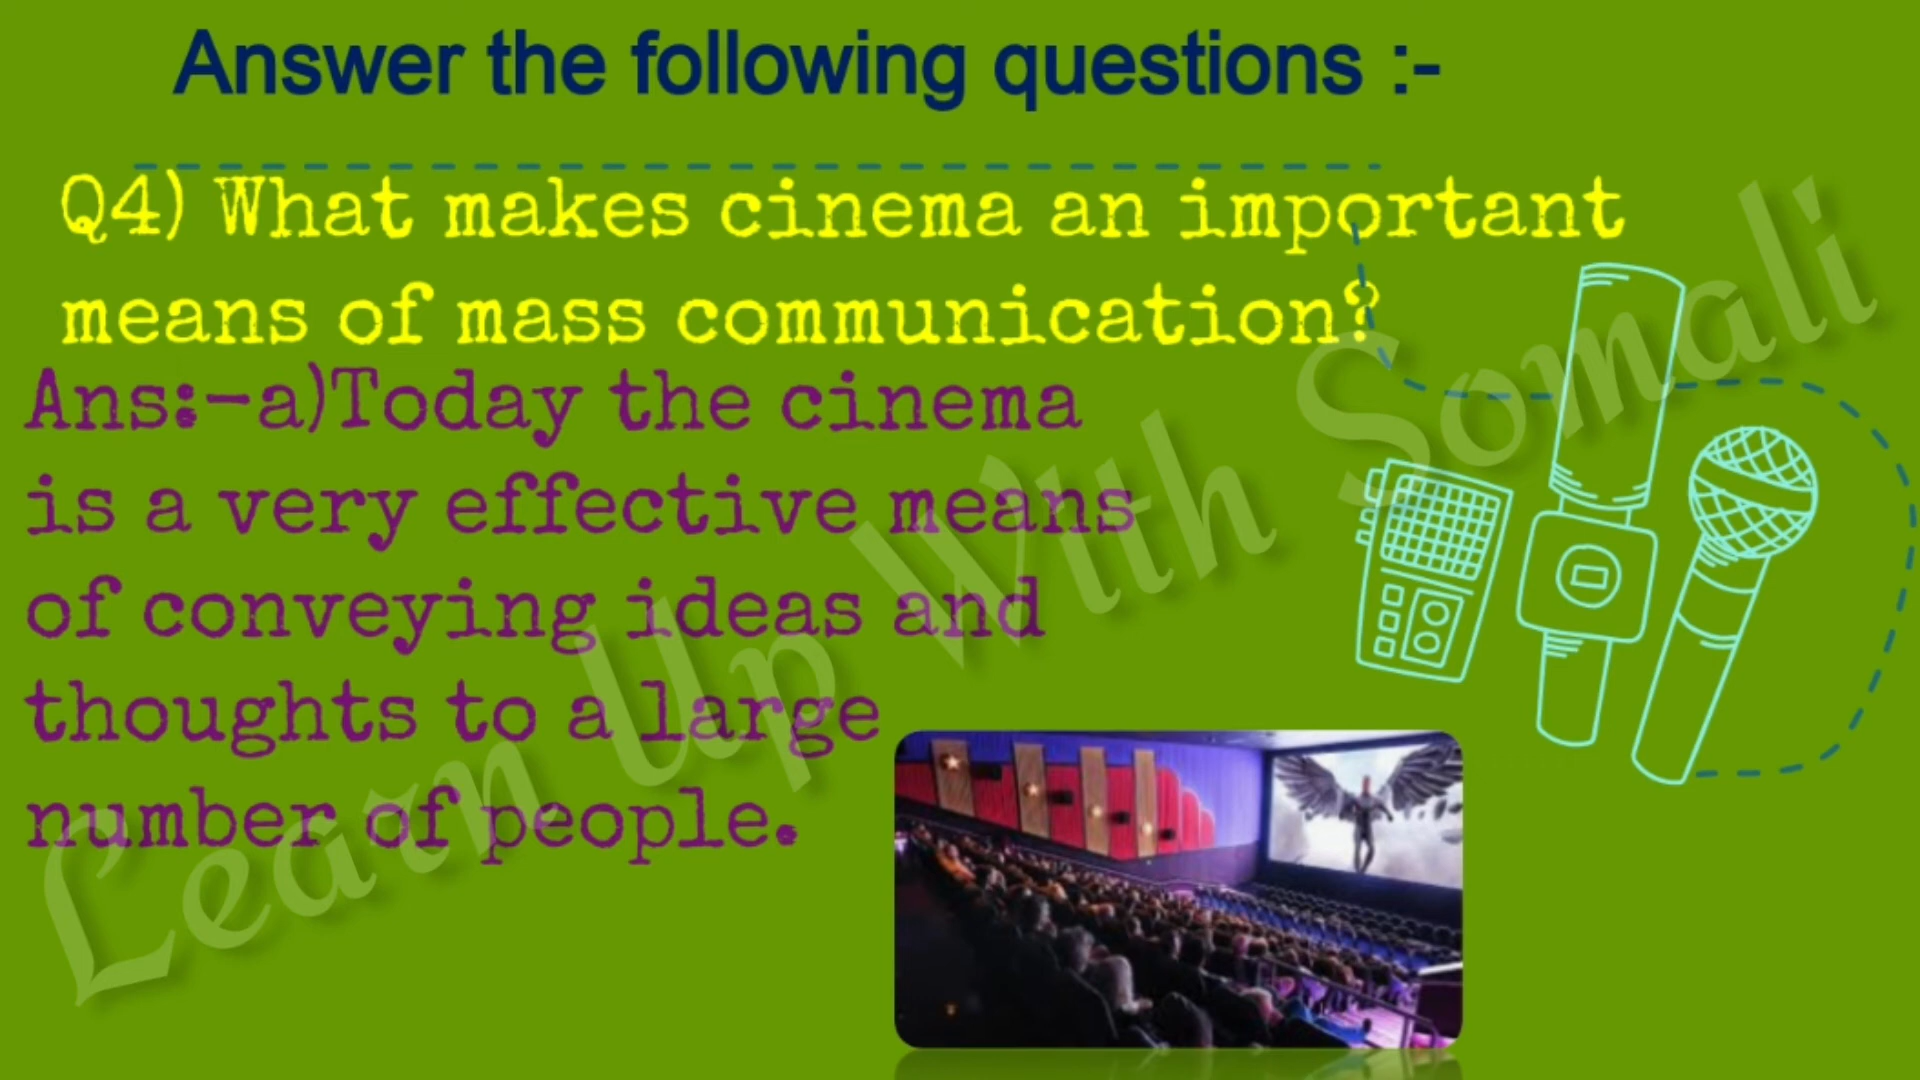 Answer the following questions :-
Q4) What makes cinema an important
means of mass communication?
Ans:-a)Today the cinema
is a very effective means
of conveying ideas and
thoughts to a large
number of people.
Learn Up With Somali